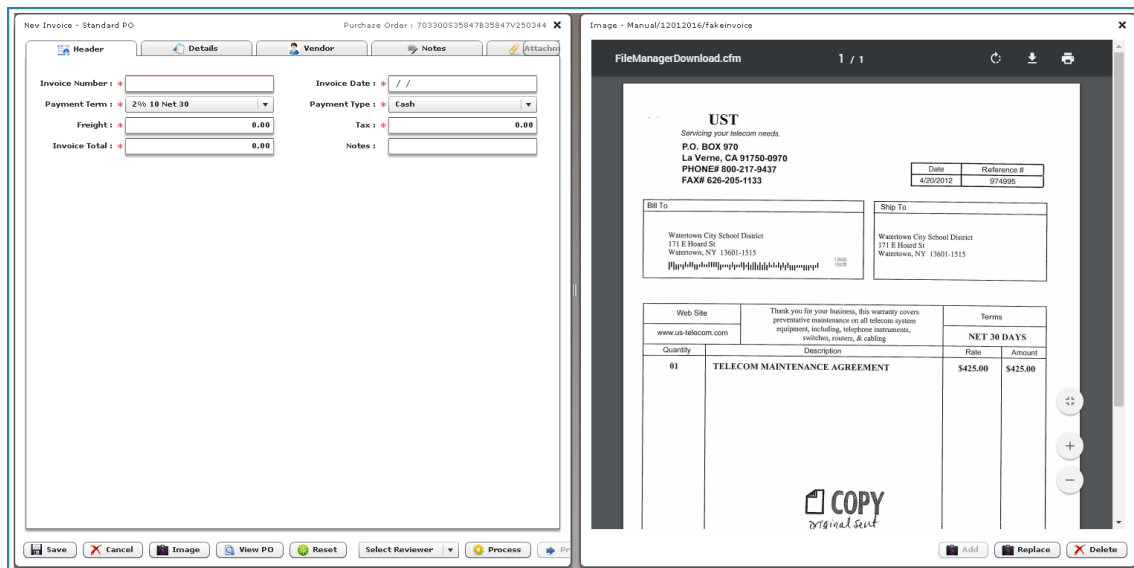 New Invoice - Standard PO
Purchase Order : 703300S35847B35847V250344
Header
Details
Vendor
Notes
Attachm
Invoice Number : *
Invoice Date : * / /
Payment Term : * 2% 10 Net 30
Payment Type : * Cash
Freight : * 0.00
Tax : * 0.00
Invoice Total : * 0.00
Notes :
Save
Cancel
Image
View PO
Reset
Select Reviewer
Process
Pr
Image - Manual/12012016/fakeinvoice
FileManagerDownload.cfm
1 / 1
UST
Servicing your telecom needs.
P.O. BOX 970
La Verne, CA 91750-0970
PHONE# 800-217-9437
FAX# 626-205-1133
Date Reference #
4/20/2012 974995
Bill To
Watertown City School District
171 E Hoard St
Watertown, NY 13601-1515
Ship To
Watertown City School District
171 E Hoard St
Watertown, NY 13601-1515
Web Site
www.us-telecom.com
Thank you for your business, this warranty covers
preventative maintenance on all telecom system
equipment, including, telephone instruments,
switches, routers, & cabling
Terms
NET 30 DAYS
Quantity Description Rate Amount
01 TELECOM MAINTENANCE AGREEMENT $425.00 $425.00
COPY
original sent
Add
Replace
Delete